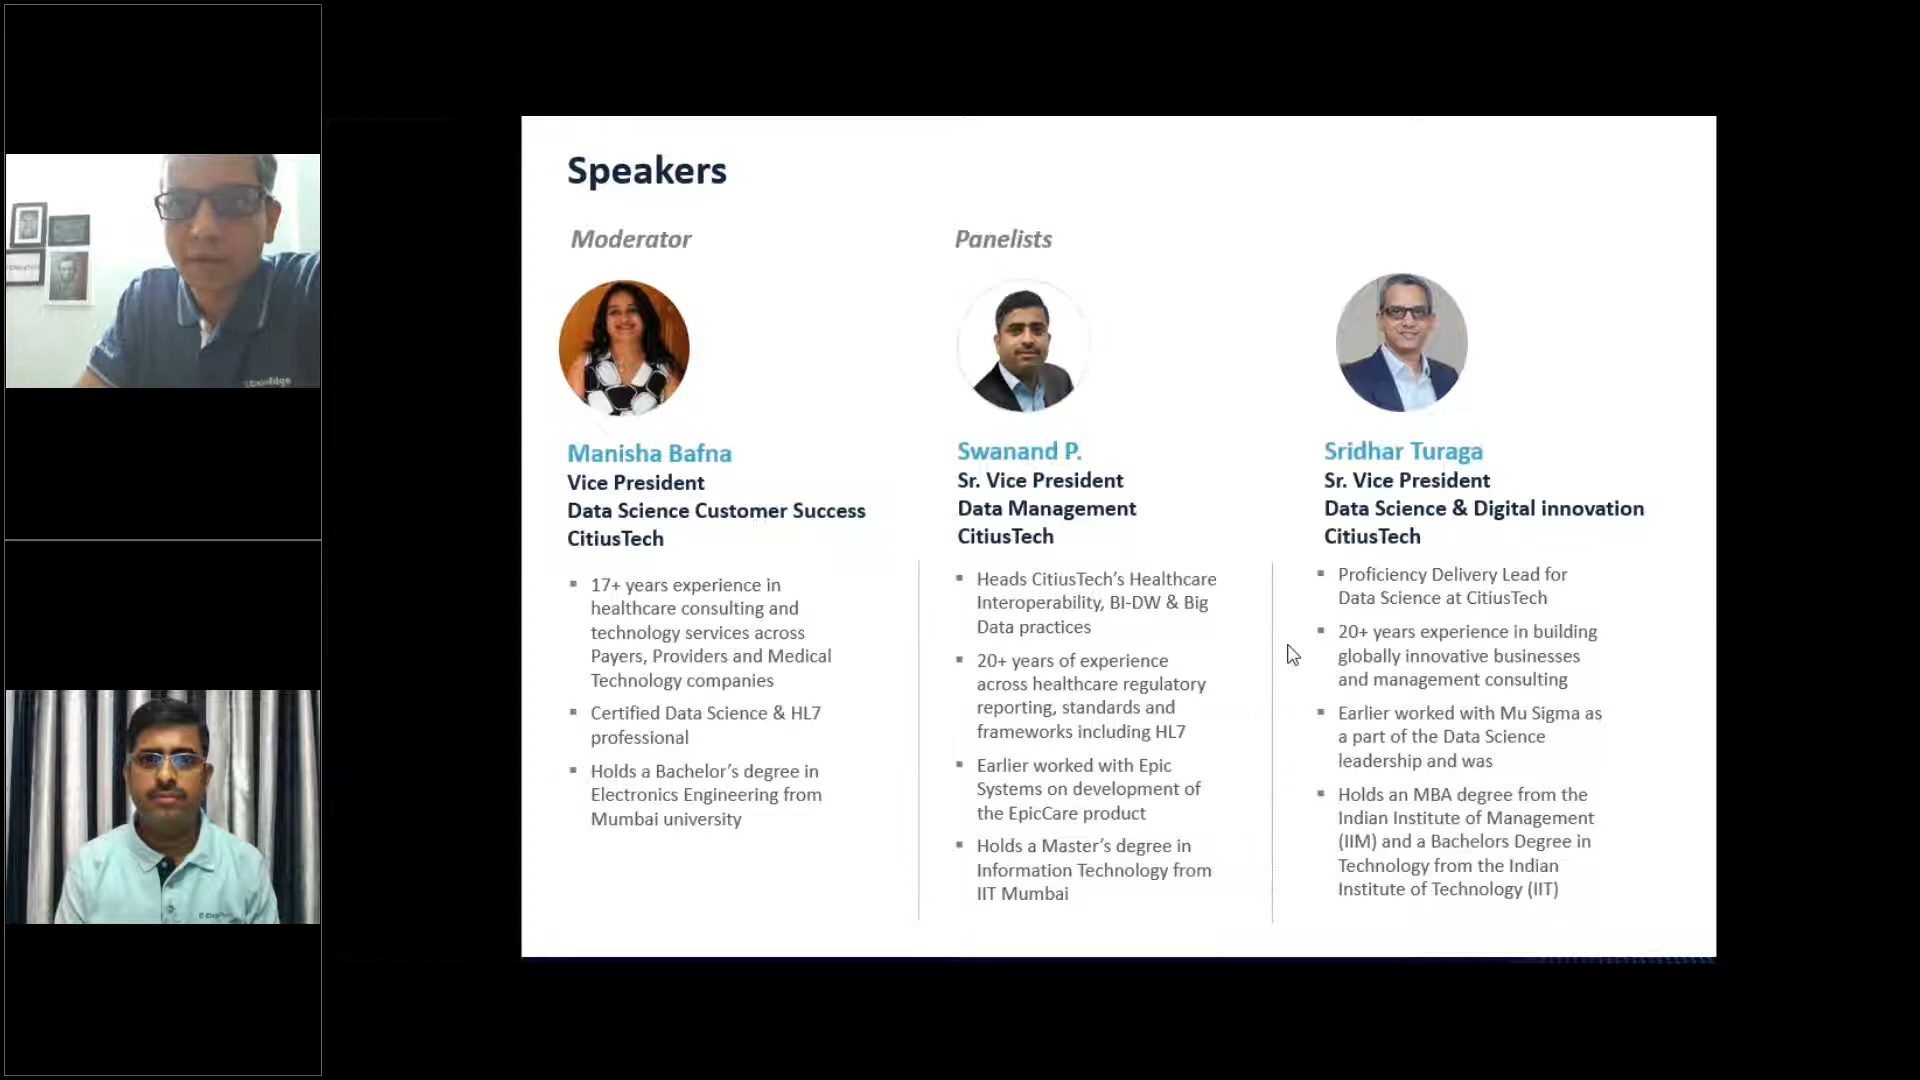 Speakers
Moderator
Manisha Bafna
Vice President
Data Science Customer Success
CitiusTech
17+ years experience in
healthcare consulting and
technology services across
Payers, Providers and Medical
Technology companies
Certified Data Science & HL7
professional
Holds a Bachelor's degree in
Electronics Engineering from
Mumbai university
Panelists
Swanand P.
Sr. Vice President
Data Management
CitiusTech
Heads CitiusTech's Healthcare
Interoperability, BI-DW & Big
Data practices
20+ years of experience
across healthcare regulatory
reporting, standards and
frameworks including HL7
Earlier worked with Epic
Systems on development of
the EpicCare product
Holds a Master's degree in
Information Technology from
IIT Mumbai
Sridhar Turaga
Sr. Vice President
Data Science & Digital innovation
CitiusTech
Proficiency Delivery Lead for
Data Science at CitiusTech
20+ years experience in building
globally innovative businesses
and management consulting
Earlier worked with Mu Sigma as
a part of the Data Science
leadership and was
Holds an MBA degree from the
Indian Institute of Management
(IIM) and a Bachelors Degree in
Technology from the Indian
Institute of Technology (IIT)